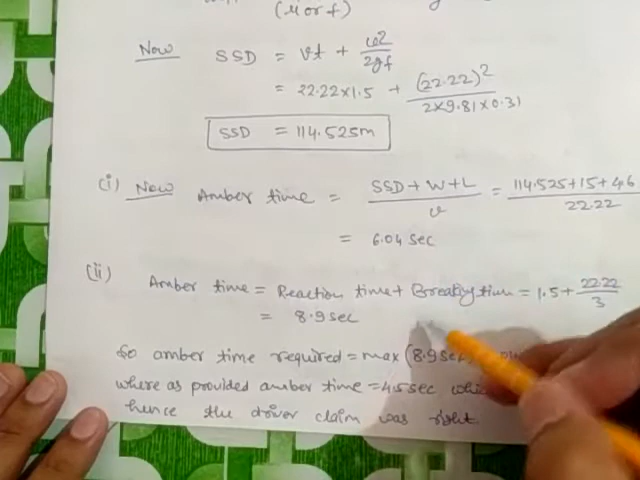 (μ or f)
Now SSD = vt + v²/2gf
= 22.22×1.5 + (22.22)²/2×9.81×0.31
SSD = 114.525m
(i) Now Amber time = SSD + W + L/v = 114.525+15+46/22.22
= 6.04 sec
(ii) Amber time = Reaction time + Breaking time = 1.5 + 22.22/3
= 8.9 sec
So amber time required = max (8.9 sec
where as provided amber time = 4.5 sec
hence the driver claim was right